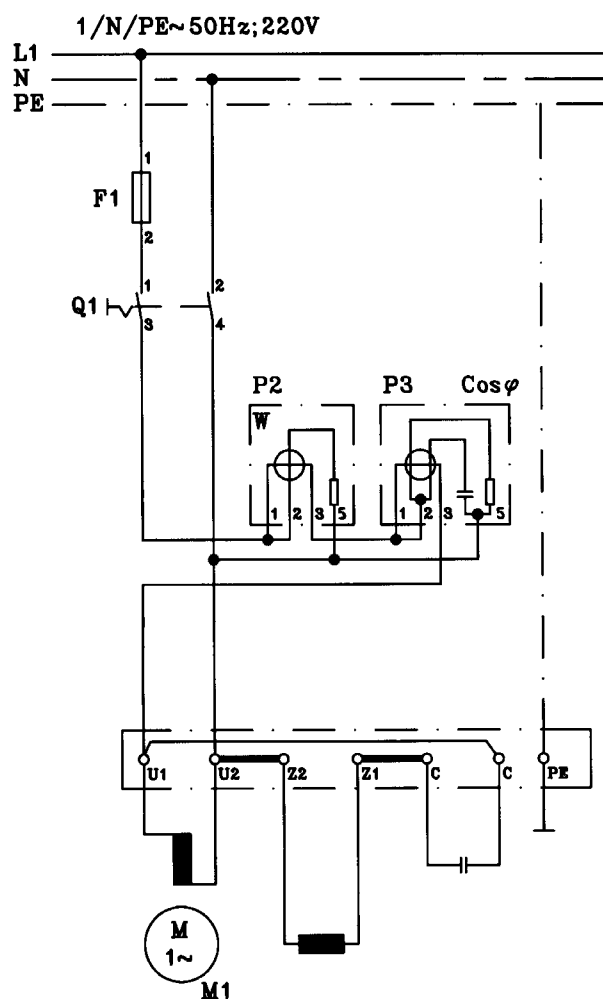 1/N/PE~50Hz;220V
L1
N
PE
1
F1
2
1 2
Q1
3 4
P2 P3 Cosφ
W
1 2 3 5 1 2 3 5
U1 U2 Z2 Z1 C C PE
M
1~
M1